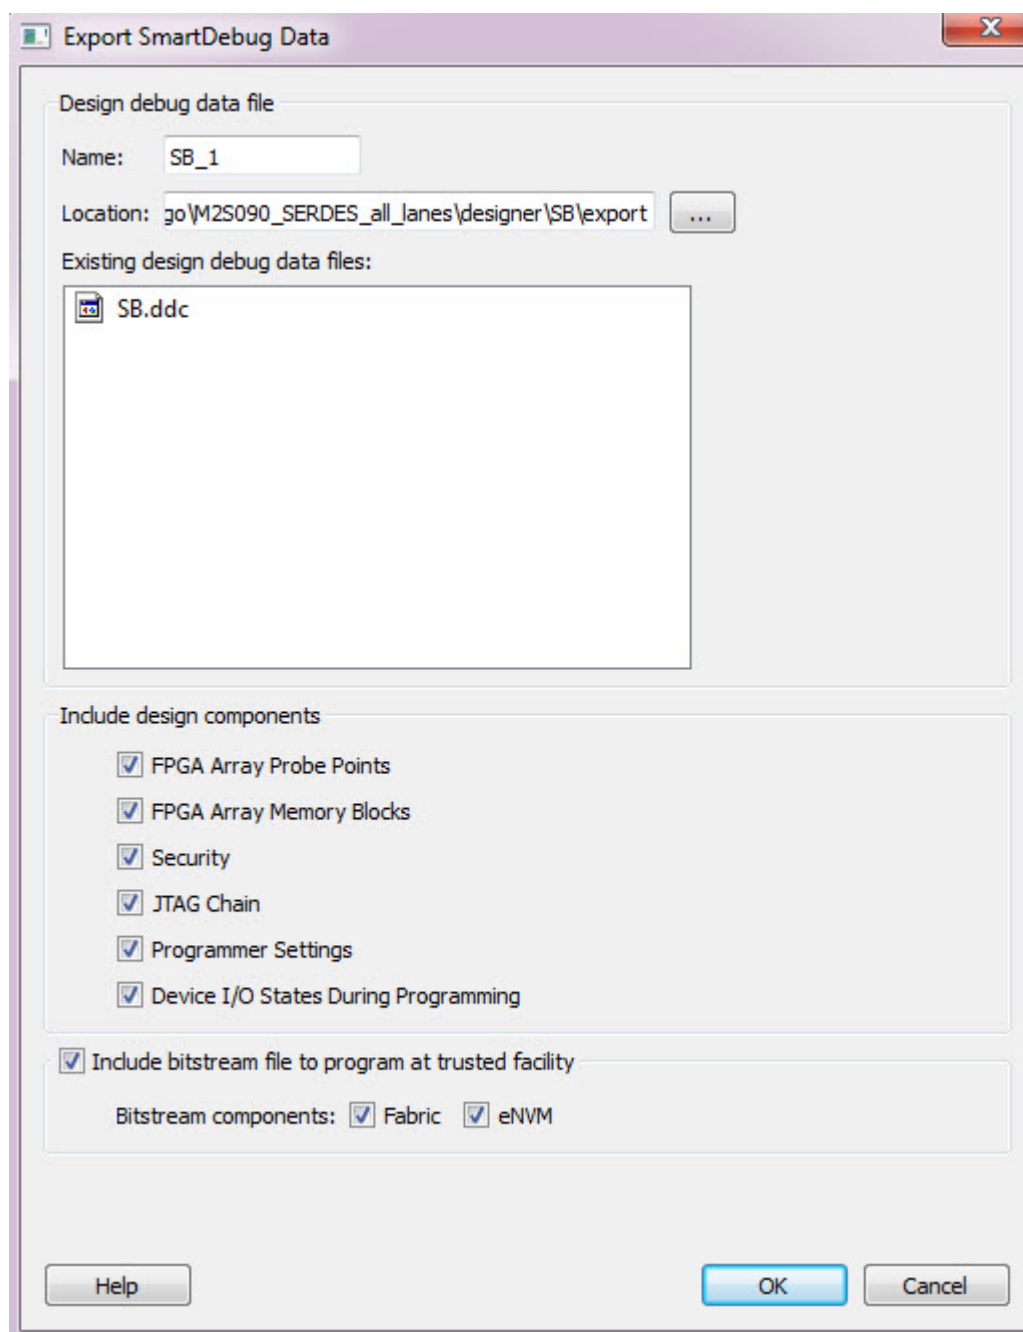 Export SmartDebug Data
Design debug data file
Name: SB_1
Location: go\M2S090_SERDES_all_lanes\designer\SB\export ...
Existing design debug data files:
SB.ddc
Include design components
FPGA Array Probe Points
FPGA Array Memory Blocks
Security
JTAG Chain
Programmer Settings
Device I/O States During Programming
Include bitstream file to program at trusted facility
Bitstream components: Fabric eNVM
Help OK Cancel